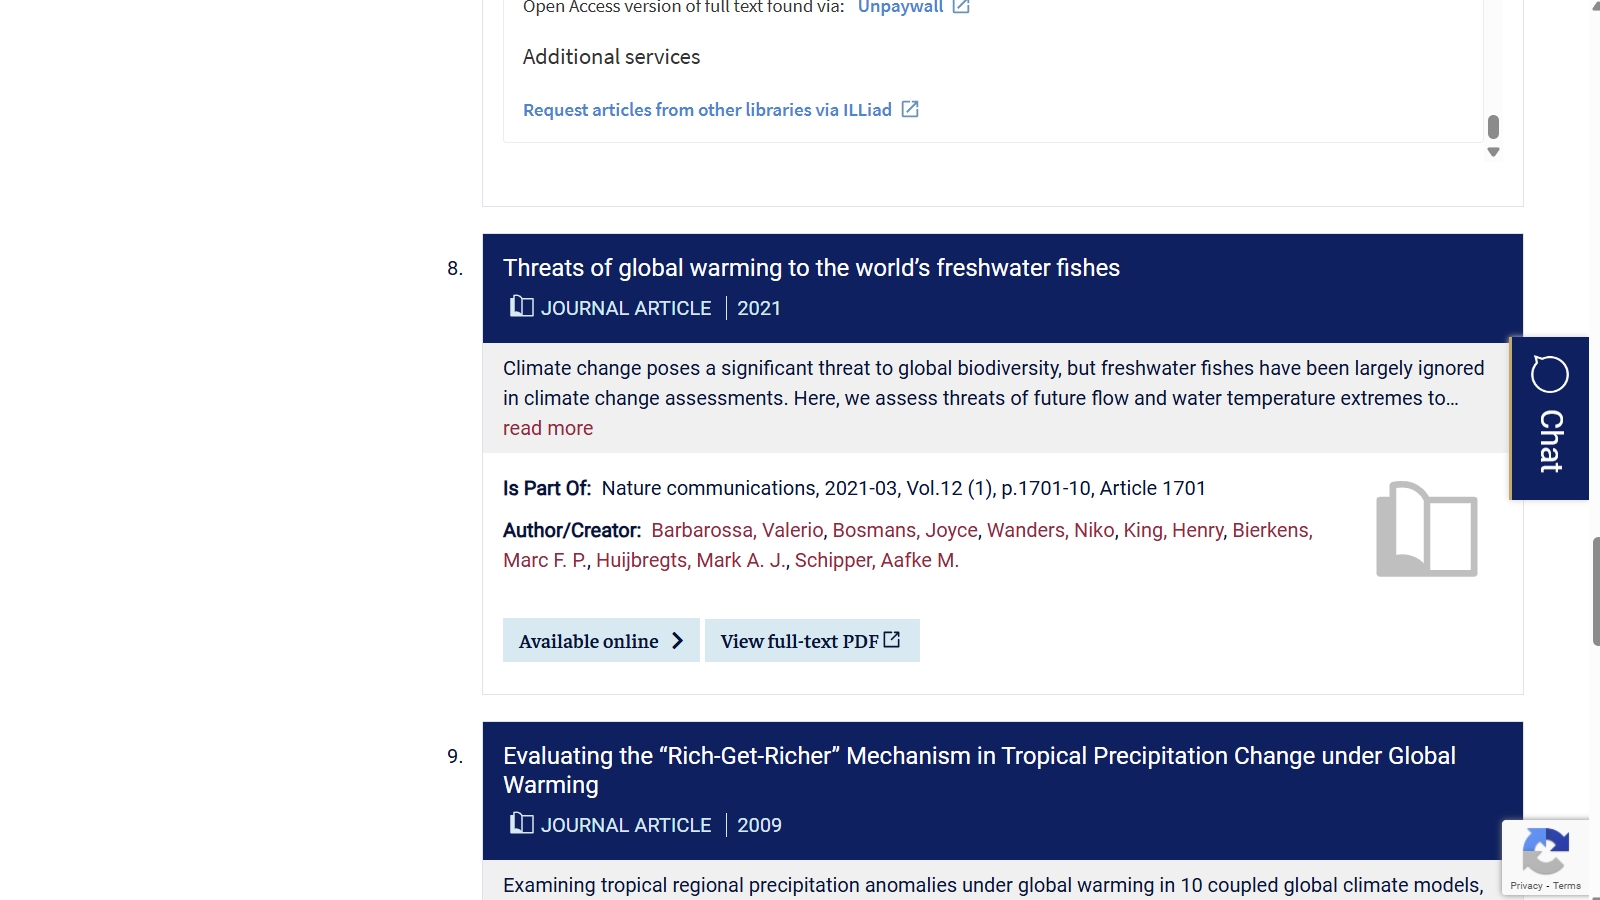 Open Access version of full text found via: Unpaywall
Additional services
Request articles from other libraries via ILLiad
8.
Threats of global warming to the world’s freshwater fishes
JOURNAL ARTICLE | 2021
Climate change poses a significant threat to global biodiversity, but freshwater fishes have been largely ignored
in climate change assessments. Here, we assess threats of future flow and water temperature extremes to…
read more
Is Part Of: Nature communications, 2021-03, Vol.12 (1), p.1701-10, Article 1701
Author/Creator: Barbarossa, Valerio, Bosmans, Joyce, Wanders, Niko, King, Henry, Bierkens,
Marc F. P., Huijbregts, Mark A. J., Schipper, Aafke M.
Available online
View full-text PDF
Chat
9.
Evaluating the “Rich-Get-Richer” Mechanism in Tropical Precipitation Change under Global
Warming
JOURNAL ARTICLE | 2009
Examining tropical regional precipitation anomalies under global warming in 10 coupled global climate models,
Privacy - Terms